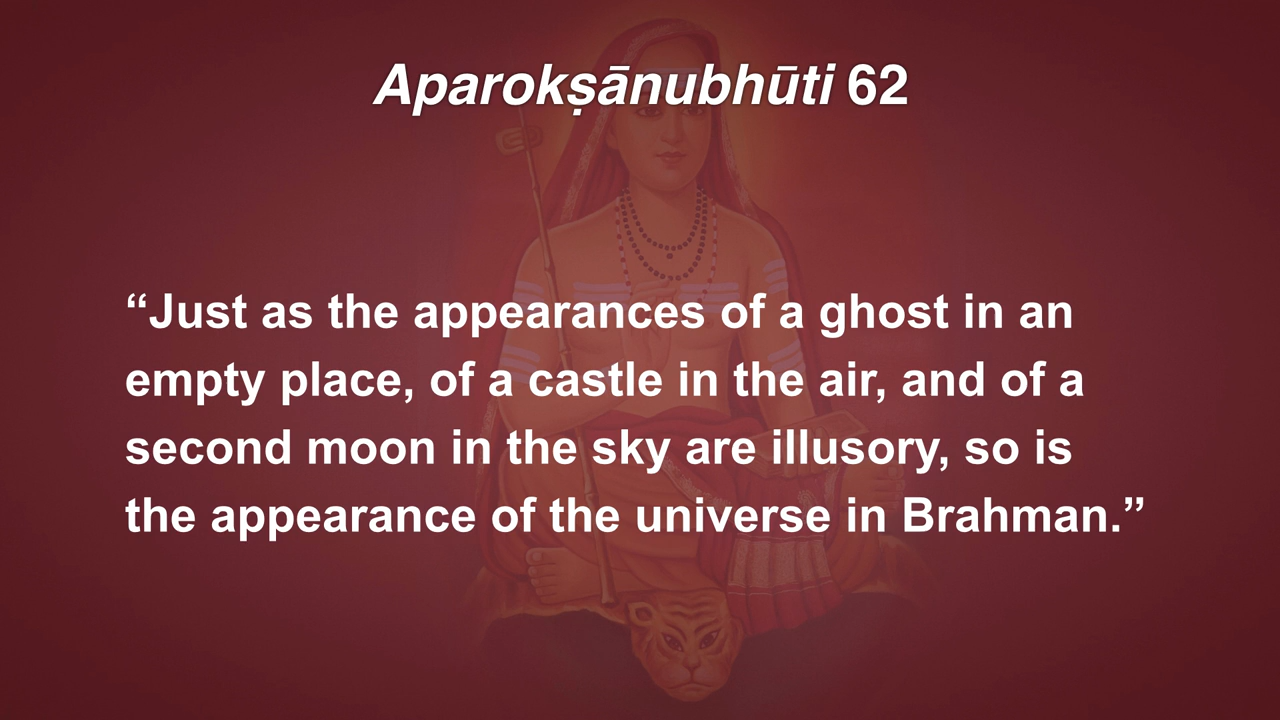 Aparokṣānubhūti 62
“Just as the appearances of a ghost in an
empty place, of a castle in the air, and of a
second moon in the sky are illusory, so is
the appearance of the universe in Brahman.”